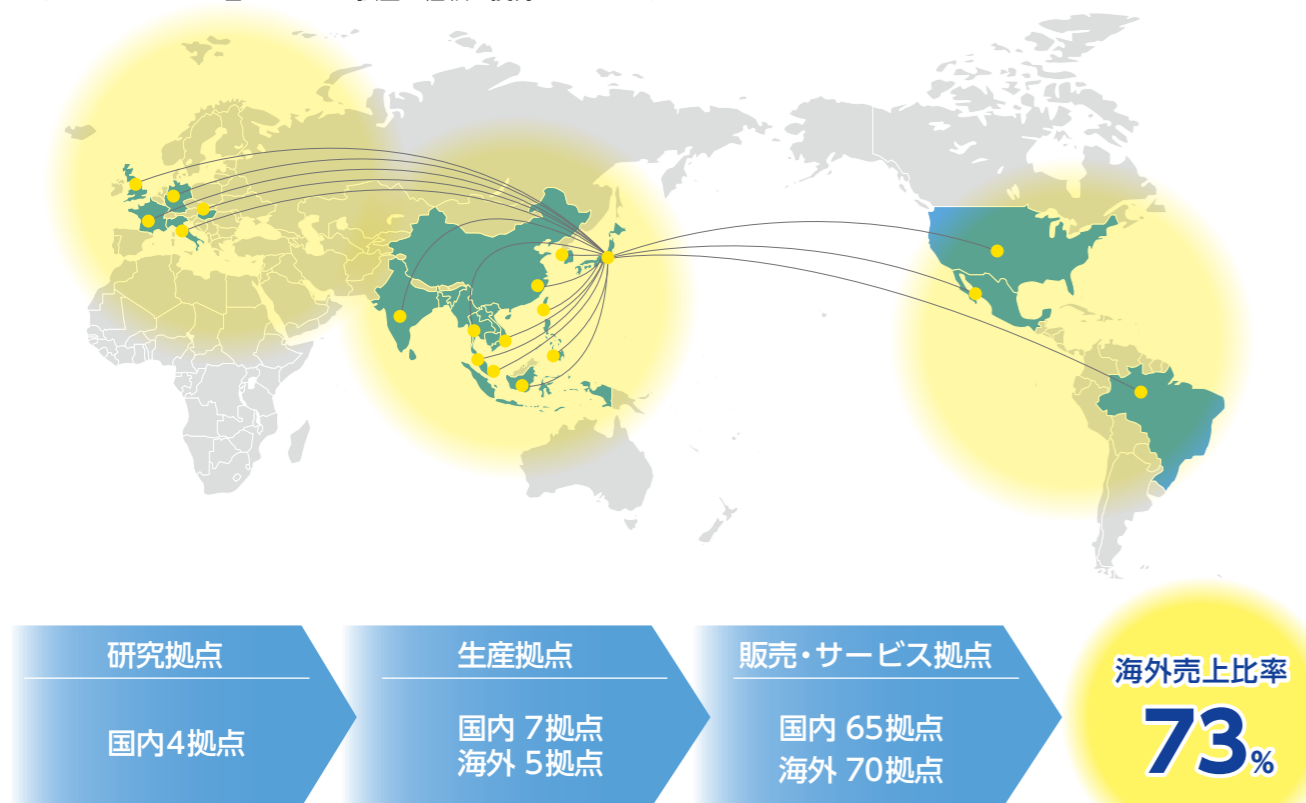 研究拠点
国内4拠点
生産拠点
国内 7拠点
海外 5拠点
販売・サービス拠点
国内 65拠点
海外 70拠点
海外売上比率
73%